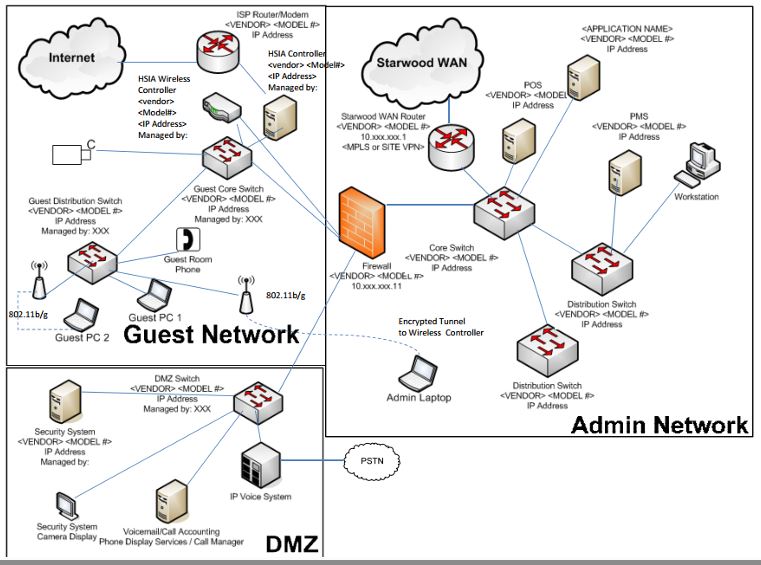 ISP Router/Modem
<VENDOR> <MODEL #>
IP Address
Internet
HSIA Controller
<vendor> <Model#>
<IP Address>
Managed by:
HSIA Wireless
Controller
<vendor>
<Model#>
<IP Address>
Managed by:
C
Guest Core Switch
<VENDOR> <MODEL #>
IP Address
Managed by: XXX
Guest Distribution Switch
<VENDOR> <MODEL #>
IP Address
Managed by: XXX
Guest Room
Phone
802.11b/g
802.11b/g
Guest PC 1
Guest PC 2
Guest Network
Starwood WAN
<APPLICATION NAME>
<VENDOR> <MODEL #>
IP Address
POS
<VENDOR> <MODEL
IP Address
Starwood WAN Router
<VENDOR> <MODEL #>
10.xxx.xxx.1
<MPLS or SITE VPN>
PMS
<VENDOR> <MODEL #>
IP Address
Workstation
Core Switch
<VENDOR> <MODEL #>
IP Address
Firewall
<VENDOR> <MODEL #>
10.xxx.xxx.11
Distribution Switch
<VENDOR> <MODEL #>
IP Address
Encrypted Tunnel
to Wireless Controller
Admin Laptop
Distribution Switch
<VENDOR> <MODEL #>
IP Address
Admin Network
DMZ Switch
<VENDOR> <MODEL #>
IP Address
Managed by: XXX
Security System
<VENDOR> <MODEL #>
IP Address
Managed by:
IP Voice System
PSTN
Security System
Camera Display
Voicemail/Call Accounting
Phone Display Services / Call Manager
DMZ